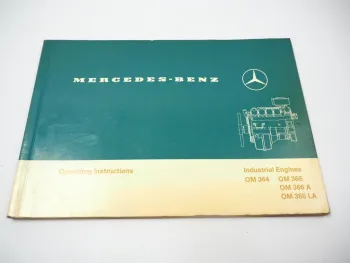 MERCEDES-BENZ
Operating Instructions
Industrial Engines
OM 364 OM 366
OM 366 A
OM 366 LA